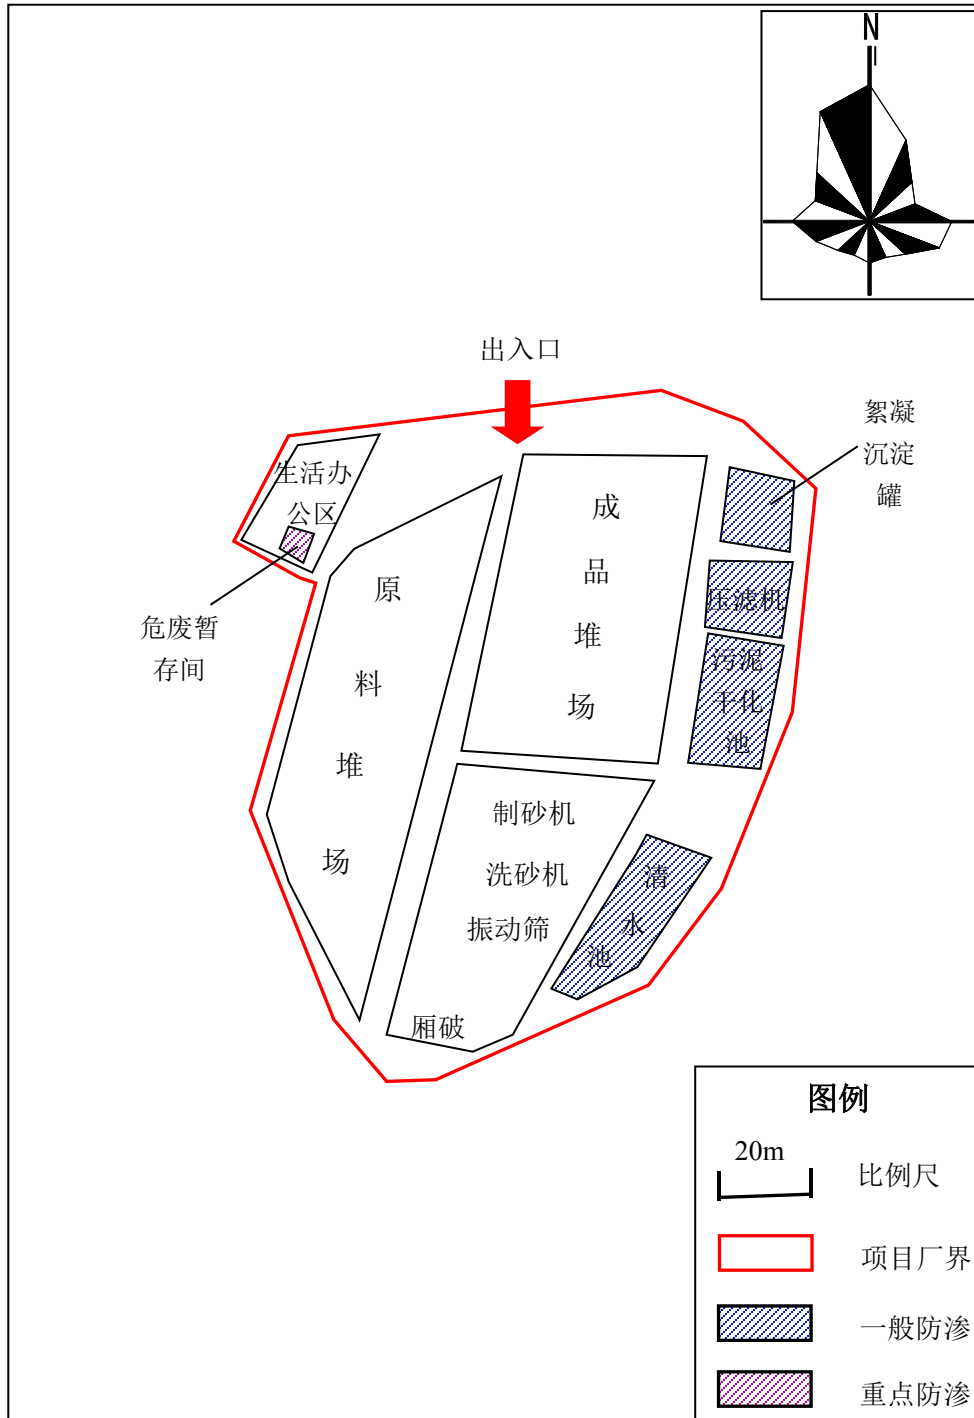 N
出入口
絮凝
沉淀
罐
生活办
公区
危废暂
存间
原
料
堆
场
成
品
堆
场
压滤机
污泥
干化
池
制砂机
洗砂机
振动筛
厢破
清
水
池
图例
20m
比例尺
项目厂界
一般防渗
重点防渗